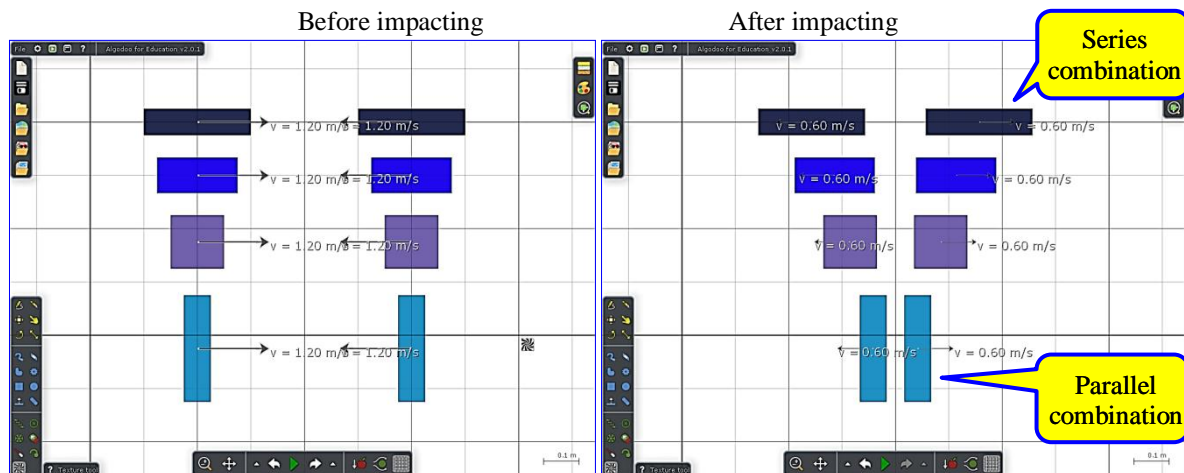 Before impacting
After impacting
File ? Algodoo for Education v2.0.1
File ? Algodoo for Education v2.0.1
Series
combination
v = 1.20 m/s = 1.20 m/s
v = 0.60 m/s
v = 0.60 m/s
v = 1.20 m/s = 1.20 m/s
v = 0.60 m/s
v = 0.60 m/s
v = 1.20 m/s = 1.20 m/s
v = 0.60 m/s
v = 0.60 m/s
v = 1.20 m/s = 1.20 m/s
v = 0.60 m/s
v = 0.60 m/s
Parallel
combination
? Texture tool
0.1 m
? Texture tool
0.1 m